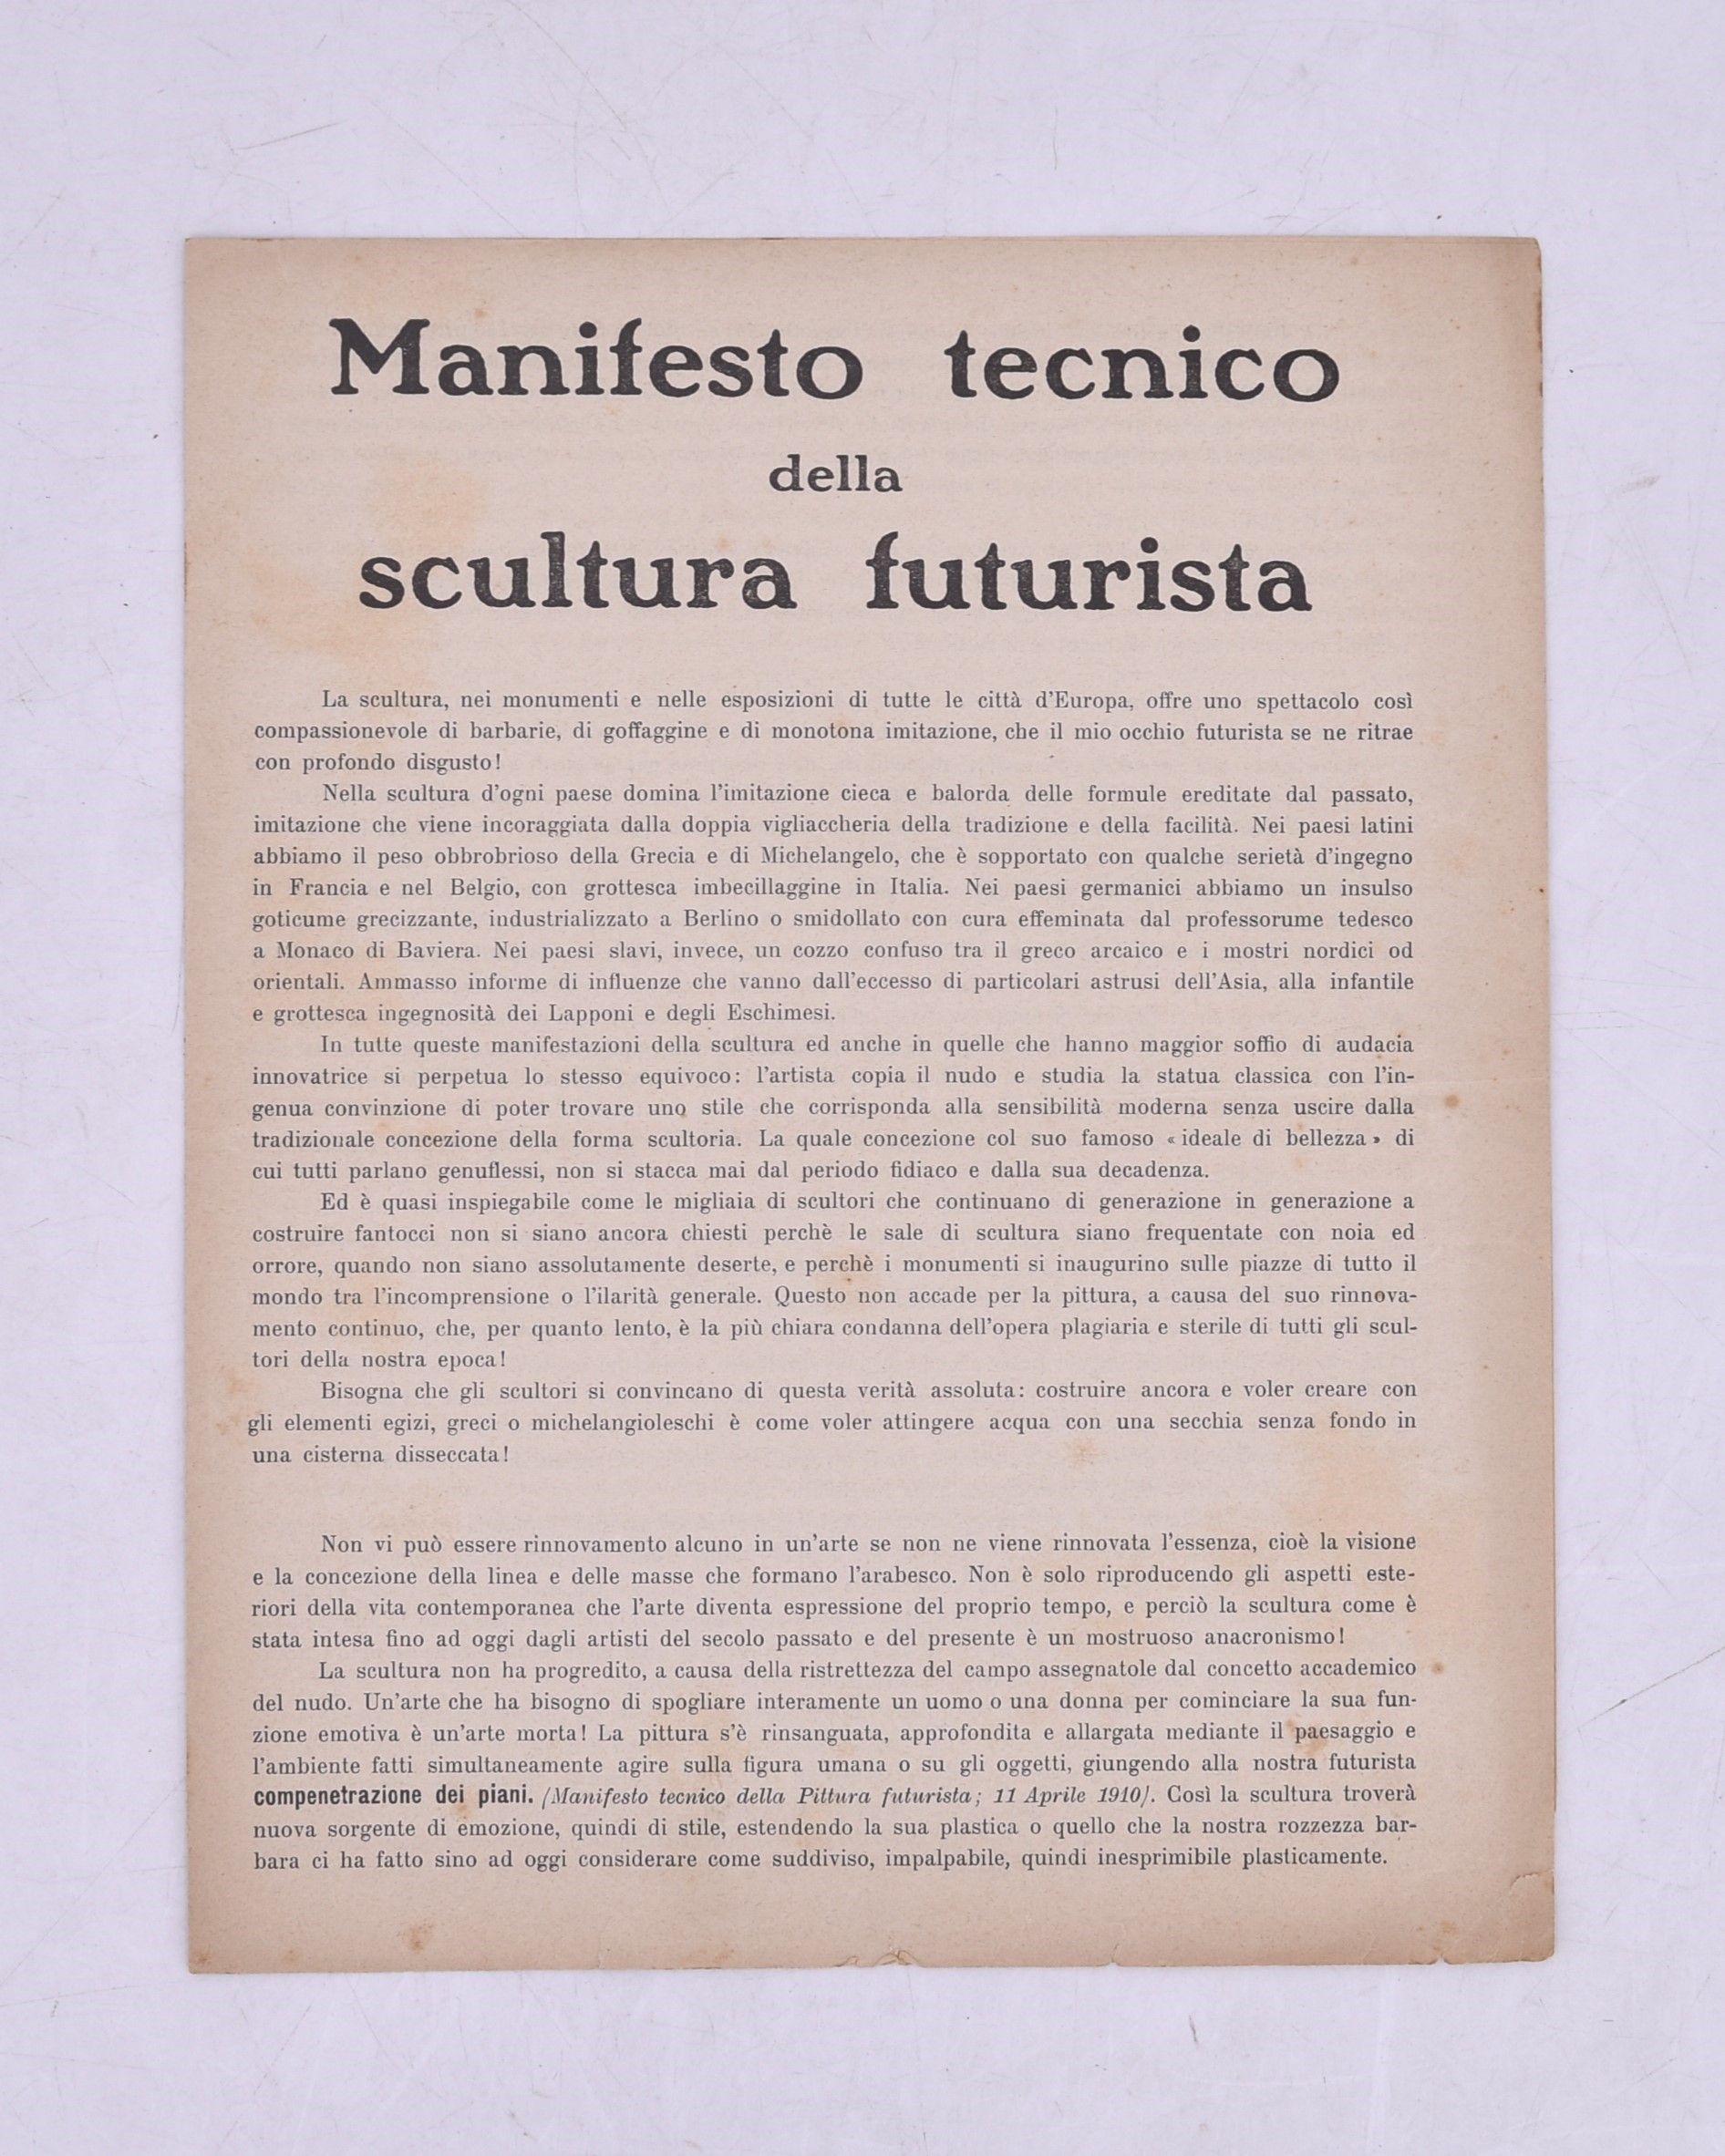 Manifesto tecnico
della
scultura futurista
La scultura, nei monumenti e nelle esposizioni di tutte le città d'Europa, offre uno spettacolo così
compassionevole di barbarie, di goffaggine e di monotona imitazione, che il mio occhio futurista se ne ritrae
con profondo disgusto!
Nella scultura d'ogni paese domina l'imitazione cieca e balorda delle formule ereditate dal passato,
imitazione che viene incoraggiata dalla doppia vigliaccheria della tradizione e della facilità. Nei paesi latini
abbiamo il peso obbrobrioso della Grecia e di Michelangelo, che è sopportato con qualche serietà d'ingegno
in Francia e nel Belgio, con grottesca imbecillaggine in Italia. Nei paesi germanici abbiamo un insulso
goticume grecizzante, industrializzato a Berlino o smidollato con cura effeminata dal professorume tedesco
a Monaco di Baviera. Nei paesi slavi, invece, un cozzo confuso tra il greco arcaico e i mostri nordici od
orientali. Ammasso informe di influenze che vanno dall'eccesso di particolari astrusi dell'Asia, alla infantile
e grottesca ingegnosità dei Lapponi e degli Eschimesi.
In tutte queste manifestazioni della scultura ed anche in quelle che hanno maggior soffio di audacia
innovatrice si perpetua lo stesso equivoco: l'artista copia il nudo e studia la statua classica con l'in-
genua convinzione di poter trovare uno stile che corrisponda alla sensibilità moderna senza uscire dalla
tradizionale concezione della forma scultoria. La quale concezione col suo famoso « ideale di bellezza » di
cui tutti parlano genuflessi, non si stacca mai dal periodo fidiaco e dalla sua decadenza.
Ed è quasi inspiegabile come le migliaia di scultori che continuano di generazione in generazione a
costruire fantocci non si siano ancora chiesti perchè le sale di scultura siano frequentate con noia ed
orrore, quando non siano assolutamente deserte, e perchè i monumenti si inaugurino sulle piazze di tutto il
mondo tra l'incomprensione o l'ilarità generale. Questo non accade per la pittura, a causa del suo rinnova-
mento continuo, che, per quanto lento, è la più chiara condanna dell'opera plagiaria e sterile di tutti gli scul-
tori della nostra epoca!
Bisogna che gli scultori si convincano di questa verità assoluta: costruire ancora e voler creare con
gli elementi egizi, greci o michelangioleschi è come voler attingere acqua con una secchia senza fondo in
una cisterna disseccata!
Non vi può essere rinnovamento alcuno in un'arte se non ne viene rinnovata l'essenza, cioè la visione
e la concezione della linea e delle masse che formano l'arabesco. Non è solo riproducendo gli aspetti este-
riori della vita contemporanea che l'arte diventa espressione del proprio tempo, e perciò la scultura come è
stata intesa fino ad oggi dagli artisti del secolo passato e del presente è un mostruoso anacronismo!
La scultura non ha progredito, a causa della ristrettezza del campo assegnatole dal concetto accademico
del nudo. Un'arte che ha bisogno di spogliare interamente un uomo o una donna per cominciare la sua fun-
zione emotiva è un'arte morta! La pittura s'è rinsanguata, approfondita e allargata mediante il paesaggio e
l'ambiente fatti simultaneamente agire sulla figura umana o su gli oggetti, giungendo alla nostra futurista
compenetrazione dei piani. (Manifesto tecnico della Pittura futurista; 11 Aprile 1910). Così la scultura troverà
nuova sorgente di emozione, quindi di stile, estendendo la sua plastica o quello che la nostra rozzezza bar-
bara ci ha fatto sino ad oggi considerare come suddiviso, impalpabile, quindi inesprimibile plasticamente.